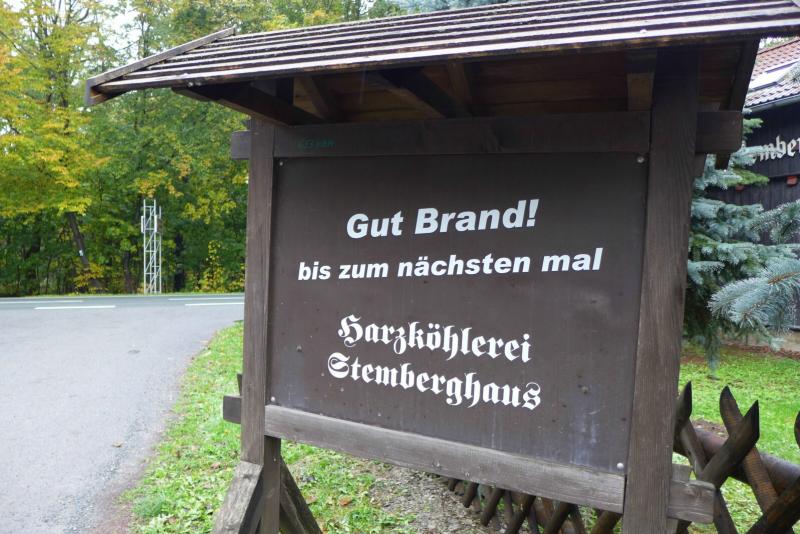 Gut Brand!
bis zum nächsten mal
Harzköhlerei
Stemberghaus